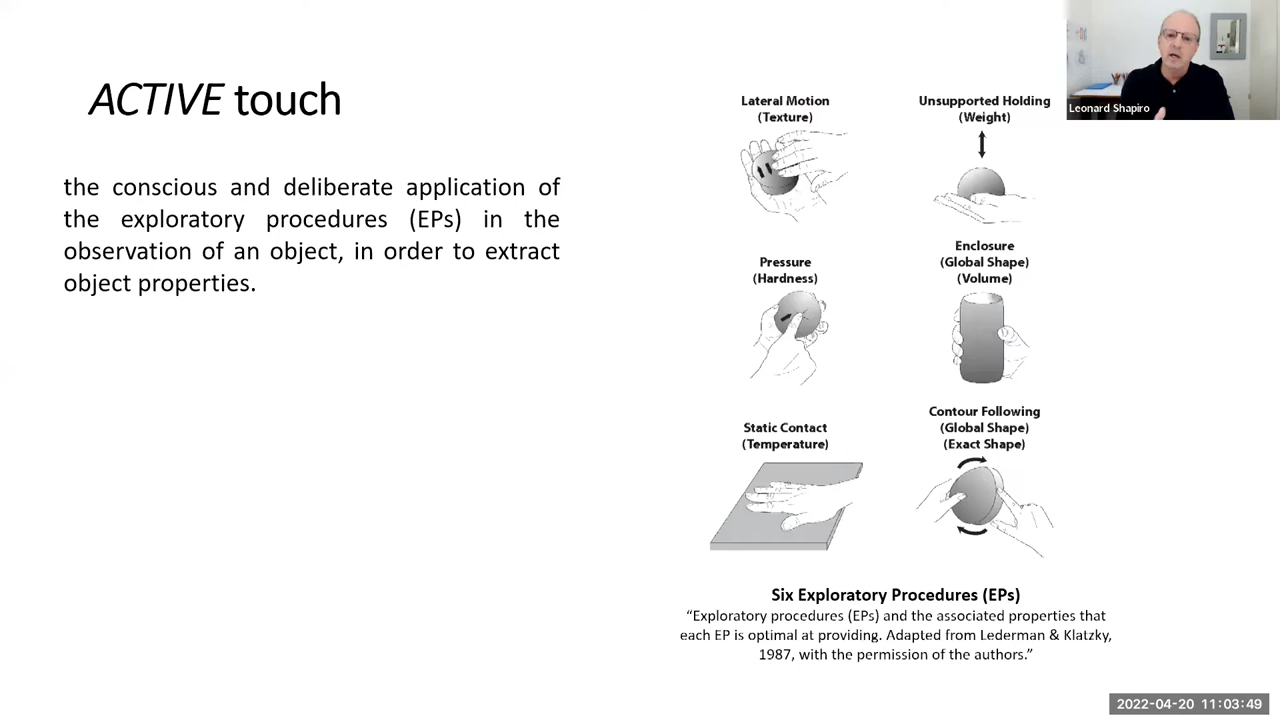 ACTIVE touch
the conscious and deliberate application of
the exploratory procedures (EPs) in the
observation of an object, in order to extract
object properties.
Lateral Motion
(Texture)
Unsupported Holding
(Weight)
Pressure
(Hardness)
Enclosure
(Global Shape)
(Volume)
Static Contact
(Temperature)
Contour Following
(Global Shape)
(Exact Shape)
Six Exploratory Procedures (EPs)
“Exploratory procedures (EPs) and the associated properties that
each EP is optimal at providing. Adapted from Lederman & Klatzky,
1987, with the permission of the authors.”
Leonard Shapiro
2022-04-20 11:03:49